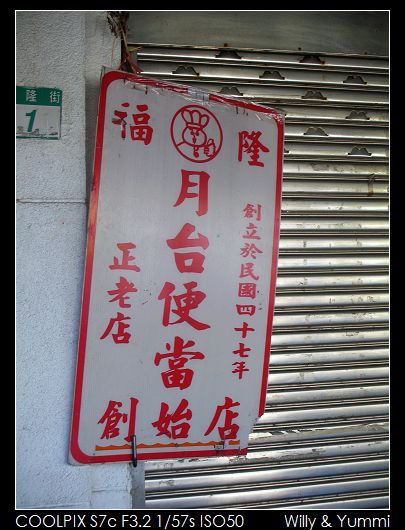 隆街
1
福隆
創立於民國四十七年
月台便當
正老店
創始店
COOLPIX S7c F3.2 1/57s ISO50
Willy & Yummi